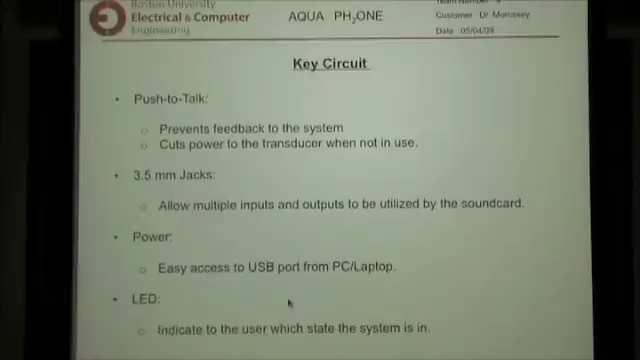 Boston University
Electrical & Computer
Engineering
AQUA PH2ONE
Customer Dr Morrissey
Date 05/04/09
Key Circuit
• Push-to-Talk:
o Prevents feedback to the system
o Cuts power to the transducer when not in use.
• 3.5 mm Jacks:
o Allow multiple inputs and outputs to be utilized by the soundcard.
• Power:
o Easy access to USB port from PC/Laptop.
• LED:
o Indicate to the user which state the system is in.